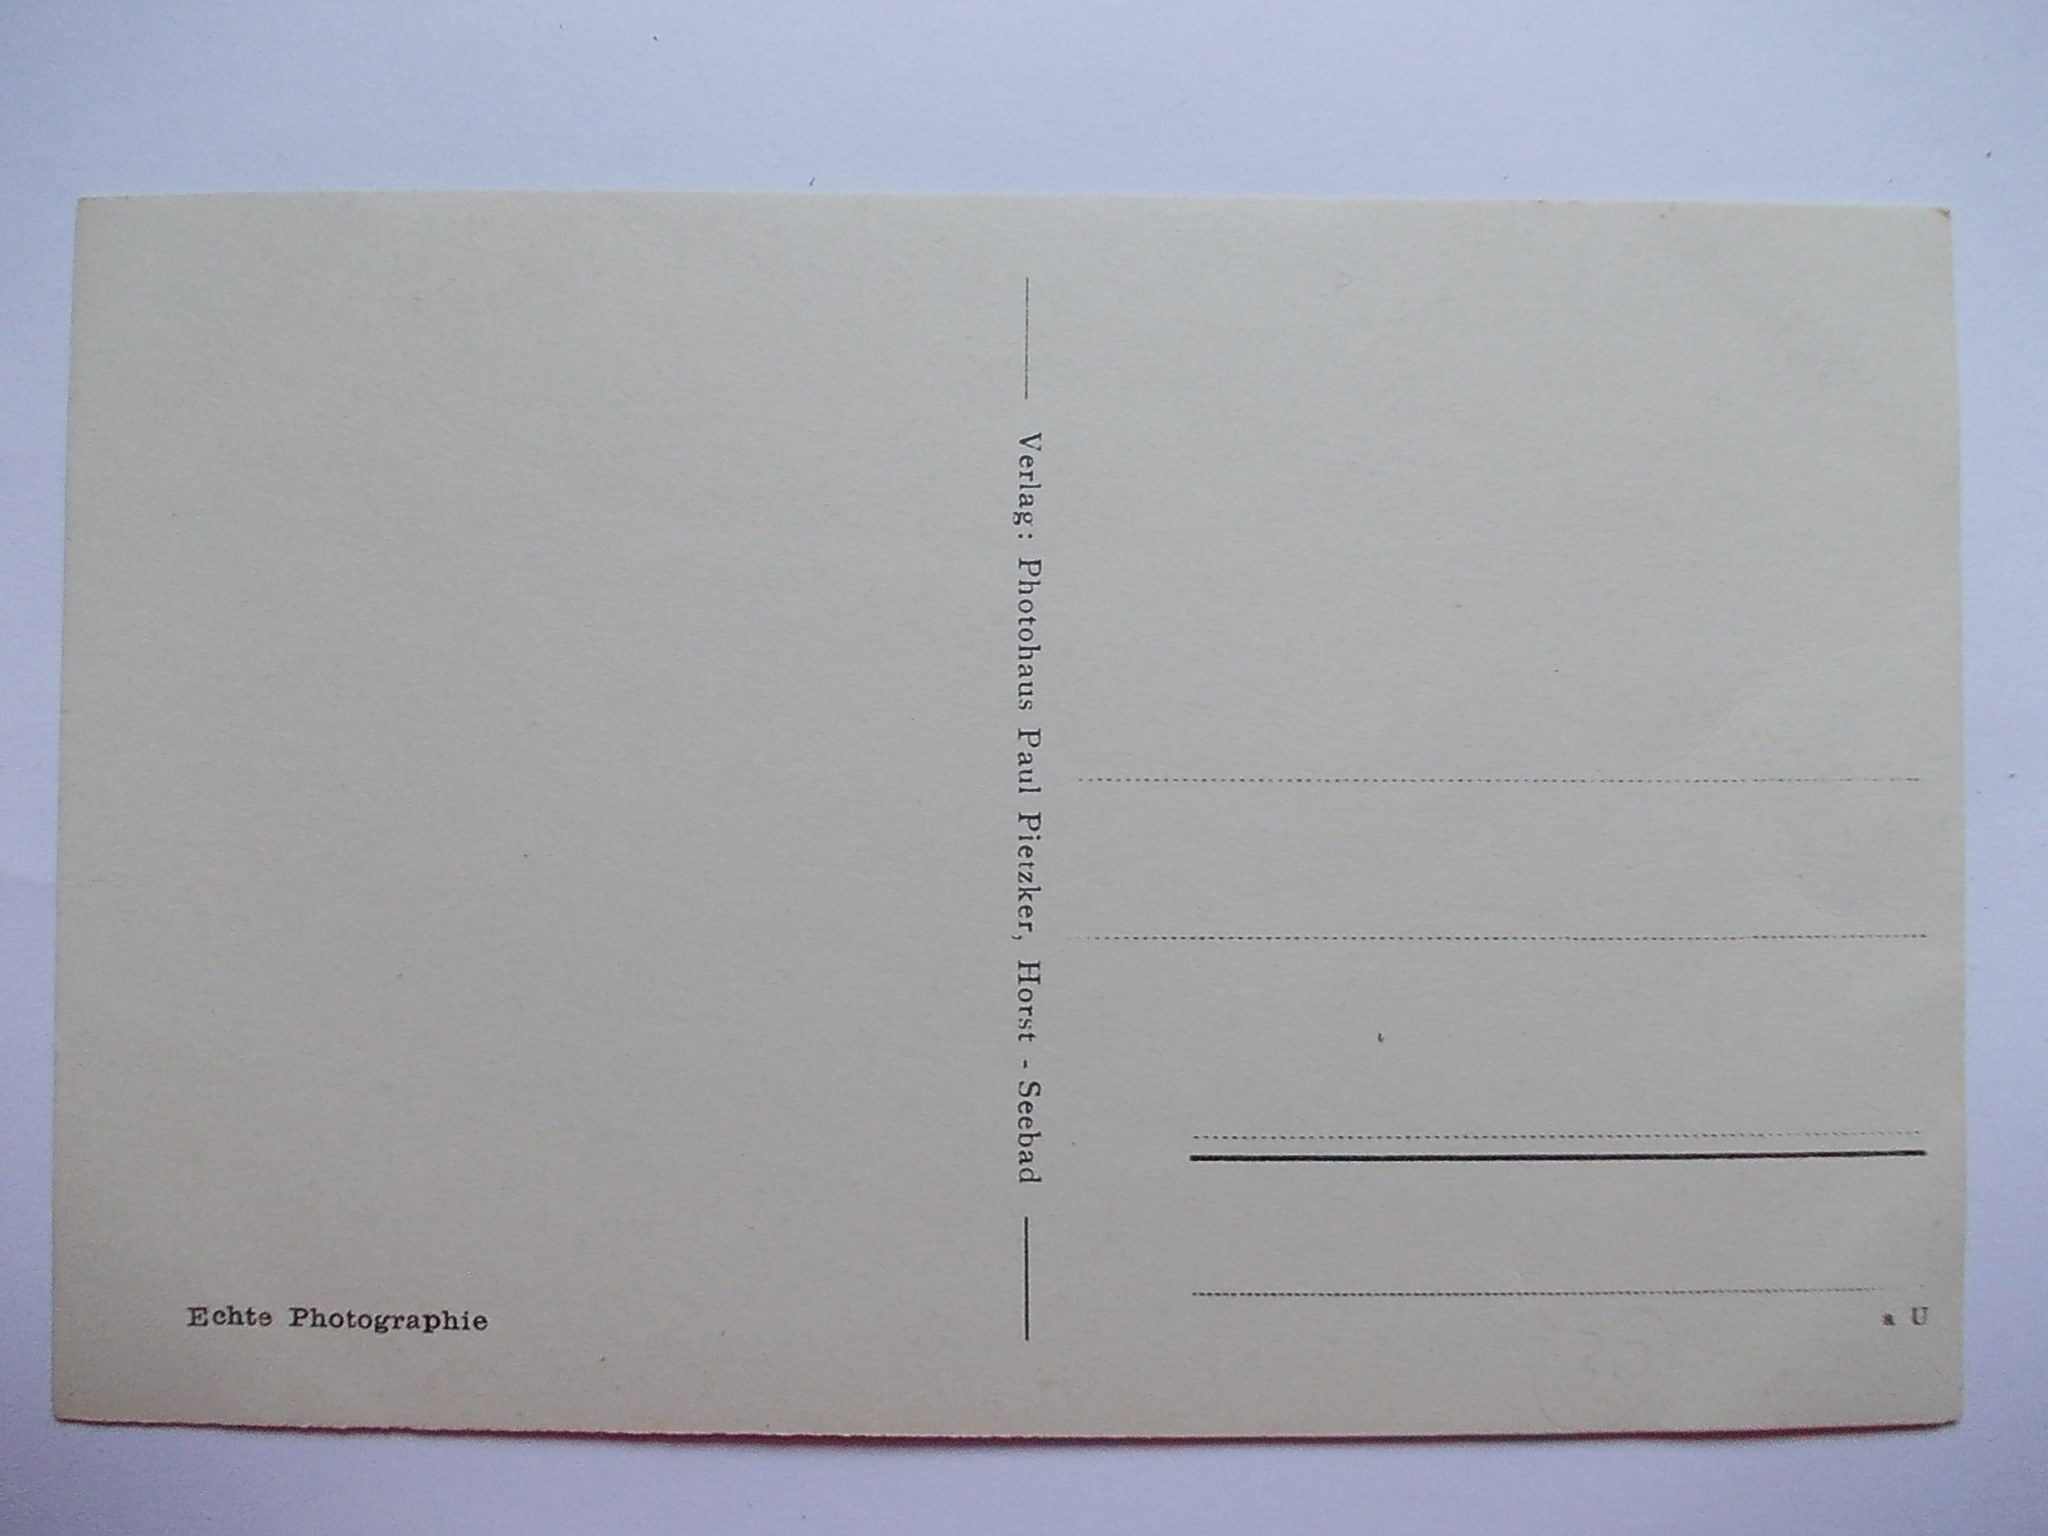 Verlag: Photohaus Paul Pietzker, Horst - Seebad
Echte Photographie
a U